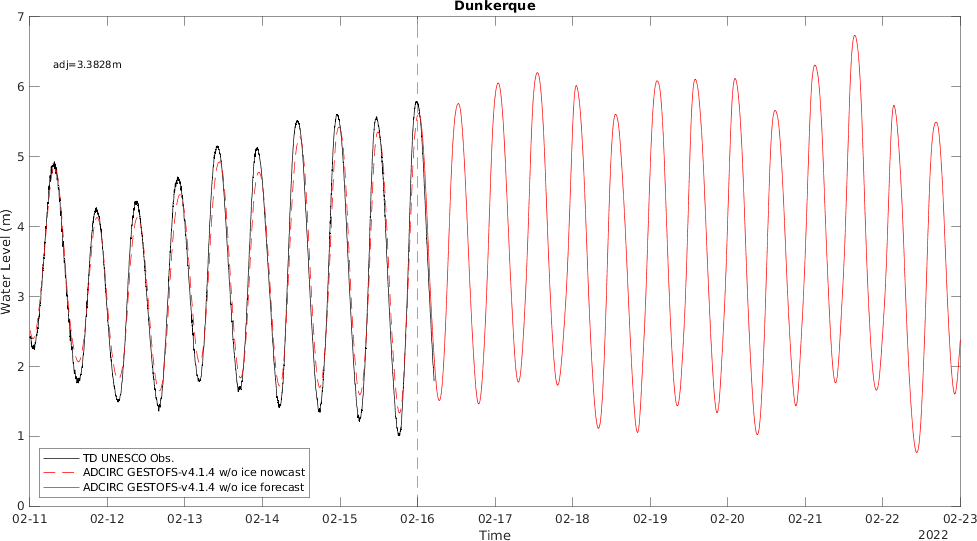 Dunkerque
7
6
5
4
3
2
1
0
Water Level (m)
adj=3.3828m
TD UNESCO Obs.
ADCIRC GESTOFS-v4.1.4 w/o ice nowcast
ADCIRC GESTOFS-v4.1.4 w/o ice forecast
02-11 02-12 02-13 02-14 02-15 02-16 02-17 02-18 02-19 02-20 02-21 02-22 02-23
Time
2022